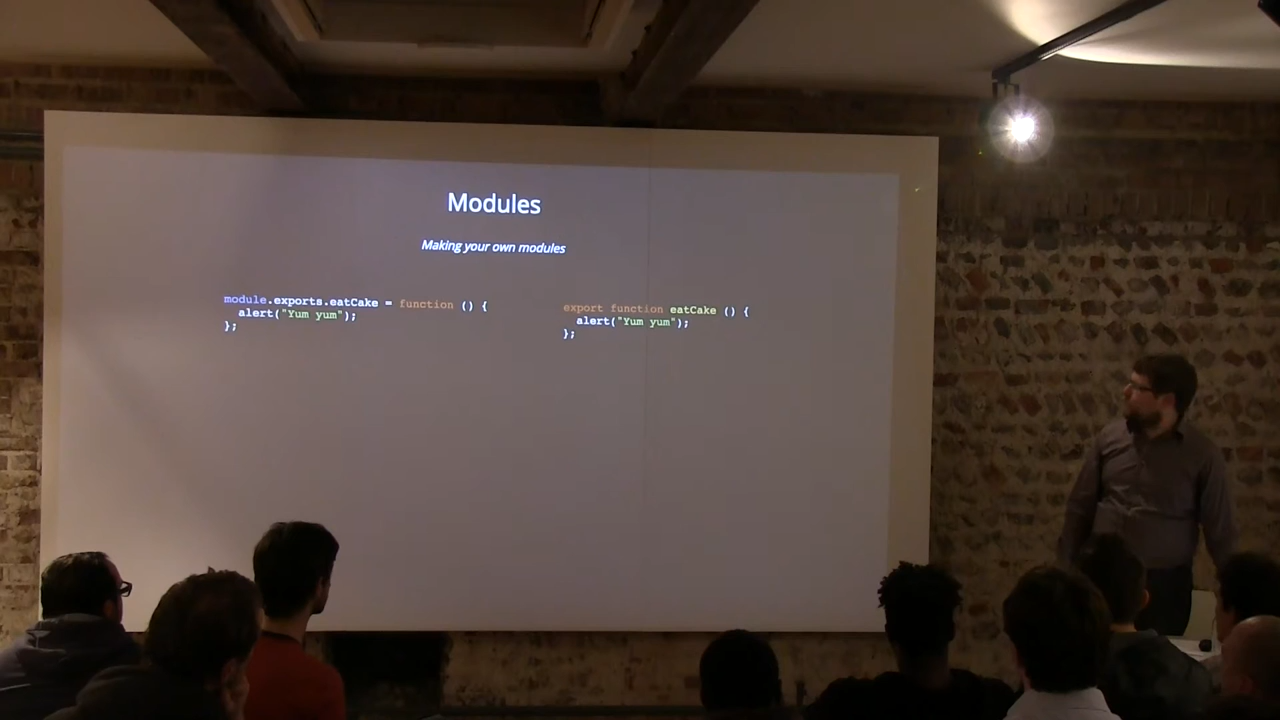 Modules
Making your own modules
module.exports.eatCake = function () {
  alert("Yum yum");
};
export function eatCake () {
  alert("Yum yum");
};